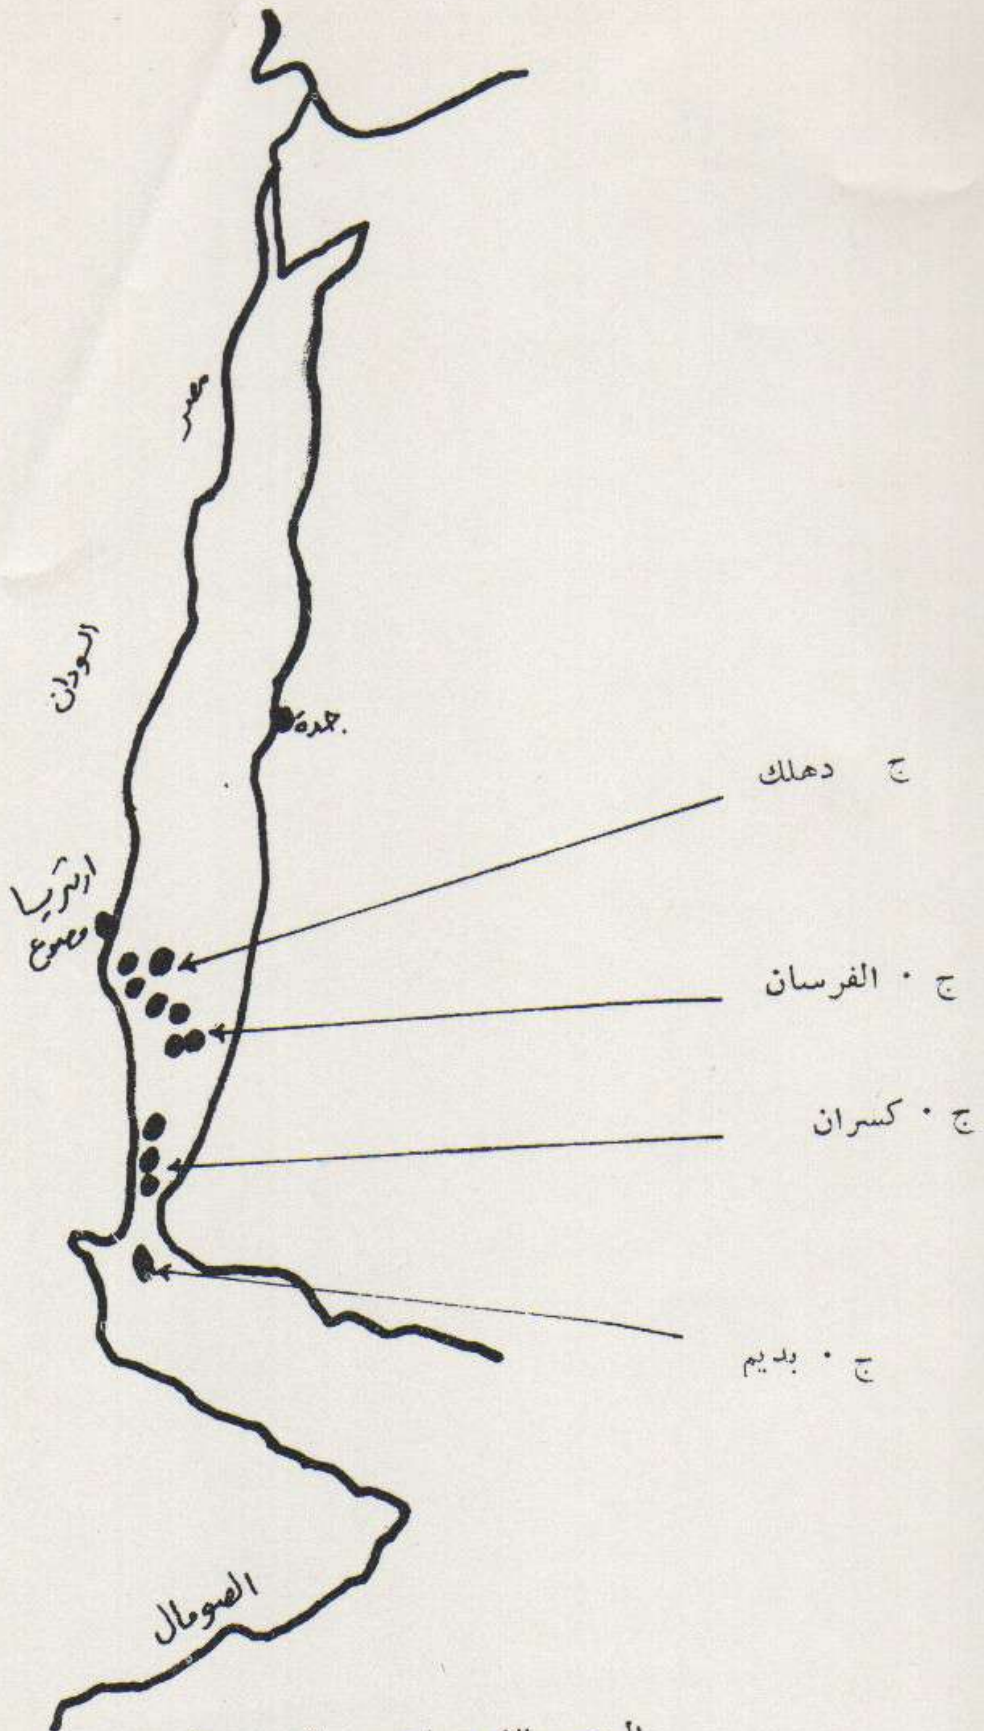 مصر
السودان
جدة
ج دهلك
ارتريا
مصوع
ج · الفرسان
ج · كسران
ج · بديم
الصومال